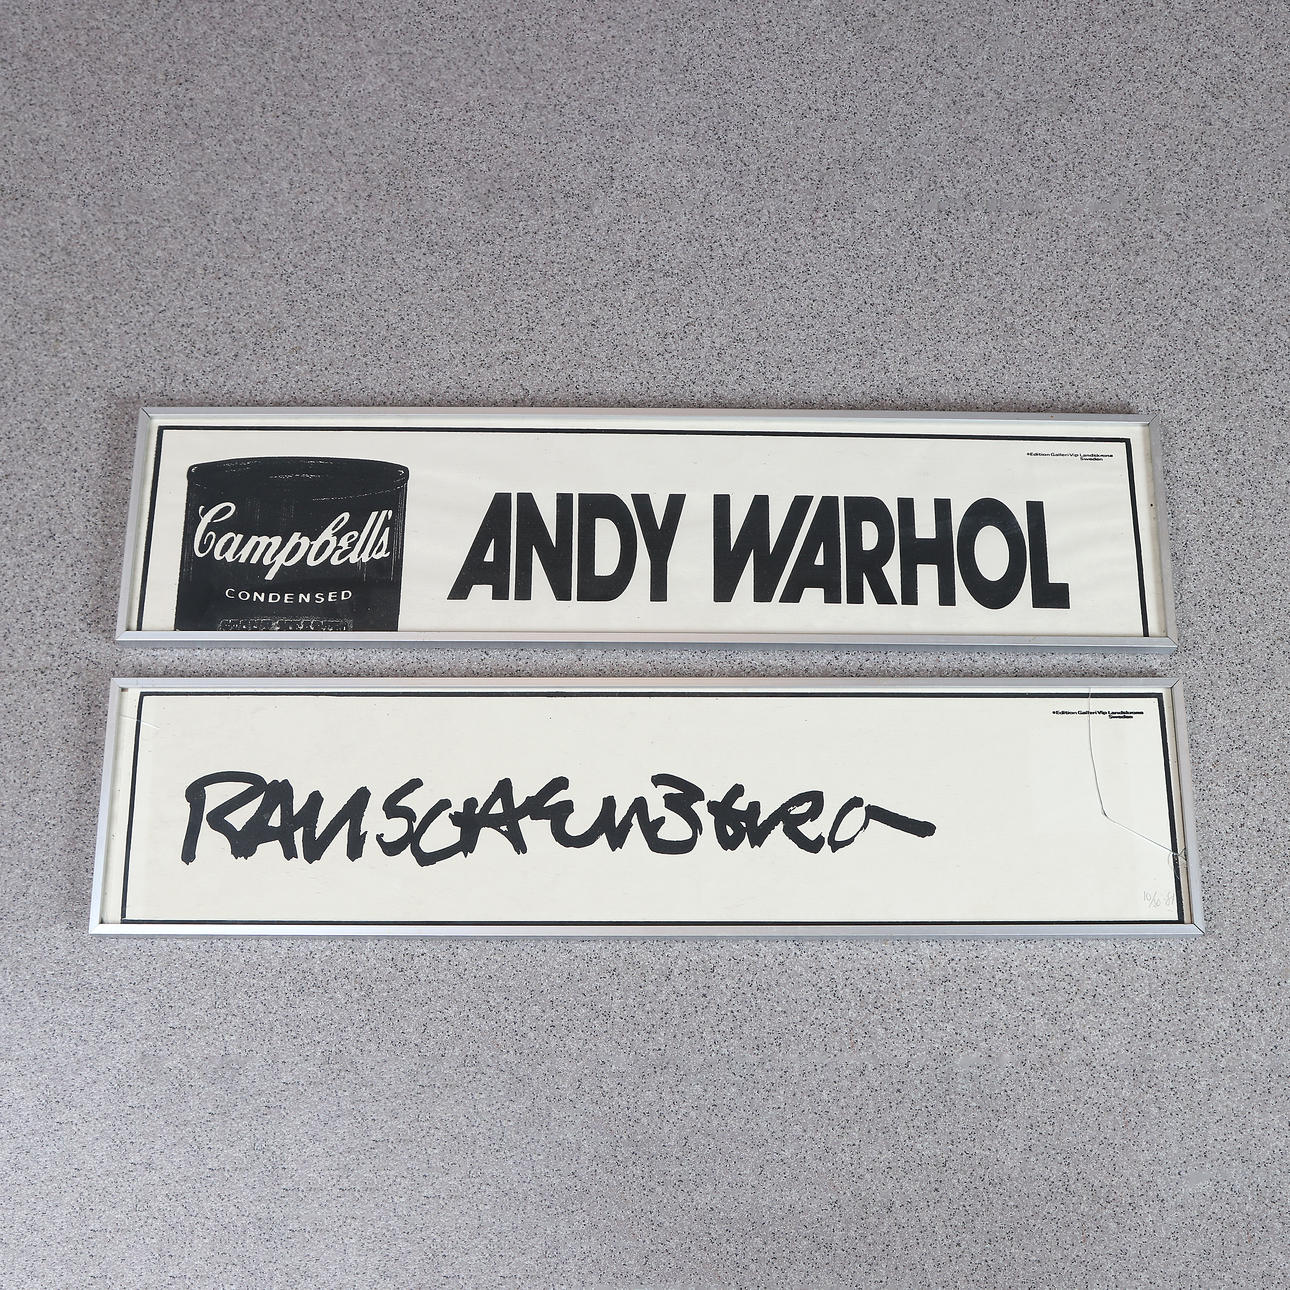 Campbell's
CONDENSED
ANDY WARHOL
©Edition Galleri Vip Landskrona
Sweden
RAUSCHENBERG
©Edition Galleri Vip Landskrona
Sweden